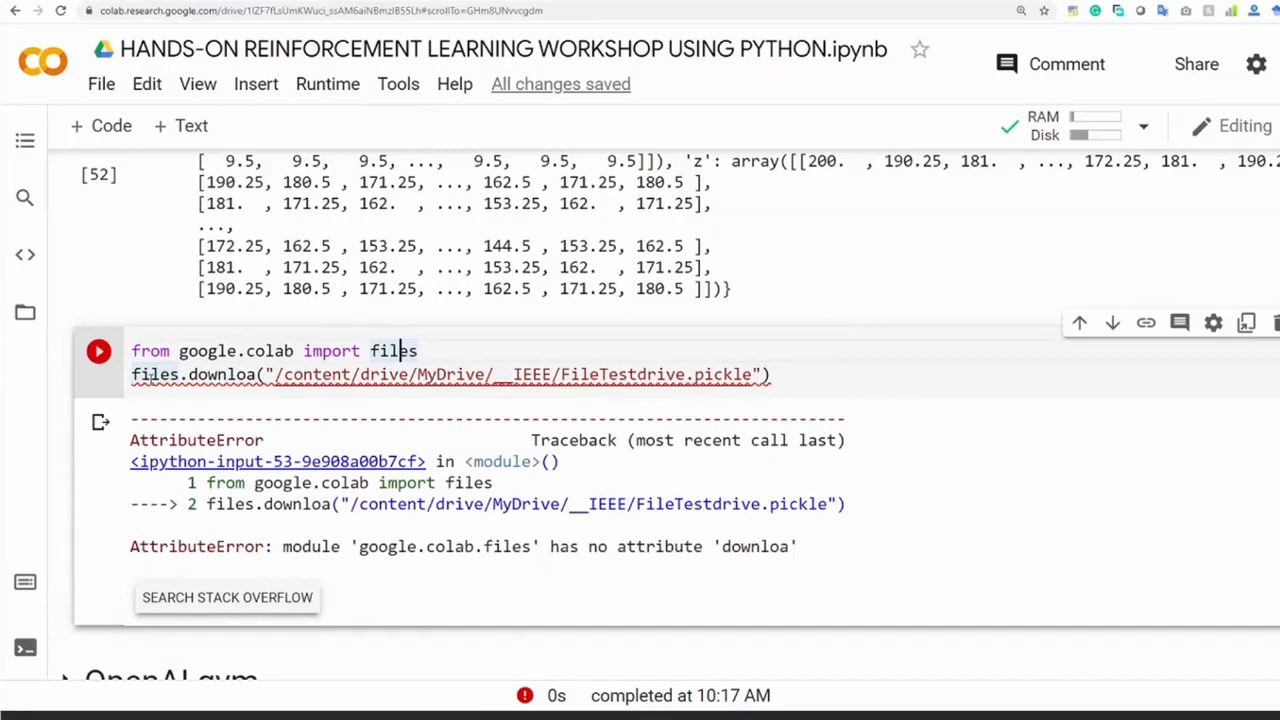 colab.research.google.com/drive/1IZF7fLsUmKWuci_ssAM6aiNBmzIB55Lh#scrollTo=GHm8UNvvcgdm
HANDS-ON REINFORCEMENT LEARNING WORKSHOP USING PYTHON.ipynb
Comment
Share
File Edit View Insert Runtime Tools Help All changes saved
+ Code + Text
RAM
Disk
Editing
[ 9.5, 9.5, 9.5, ..., 9.5, 9.5, 9.5]]), 'z': array([[200. , 190.25, 181. , ..., 172.25, 181. , 190.2
[52]
[190.25, 180.5 , 171.25, ..., 162.5 , 171.25, 180.5 ],
[181. , 171.25, 162. , ..., 153.25, 162. , 171.25],
...,
[172.25, 162.5 , 153.25, ..., 144.5 , 153.25, 162.5 ],
[181. , 171.25, 162. , ..., 153.25, 162. , 171.25],
[190.25, 180.5 , 171.25, ..., 162.5 , 171.25, 180.5 ]])}
from google.colab import files
files.downloa("/content/drive/MyDrive/__IEEE/FileTestdrive.pickle")
---------------------------------------------------------------------------
AttributeError Traceback (most recent call last)
<ipython-input-53-9e908a00b7cf> in <module>()
1 from google.colab import files
----> 2 files.downloa("/content/drive/MyDrive/__IEEE/FileTestdrive.pickle")
AttributeError: module 'google.colab.files' has no attribute 'downloa'
SEARCH STACK OVERFLOW
OpenAI gym
0s completed at 10:17 AM